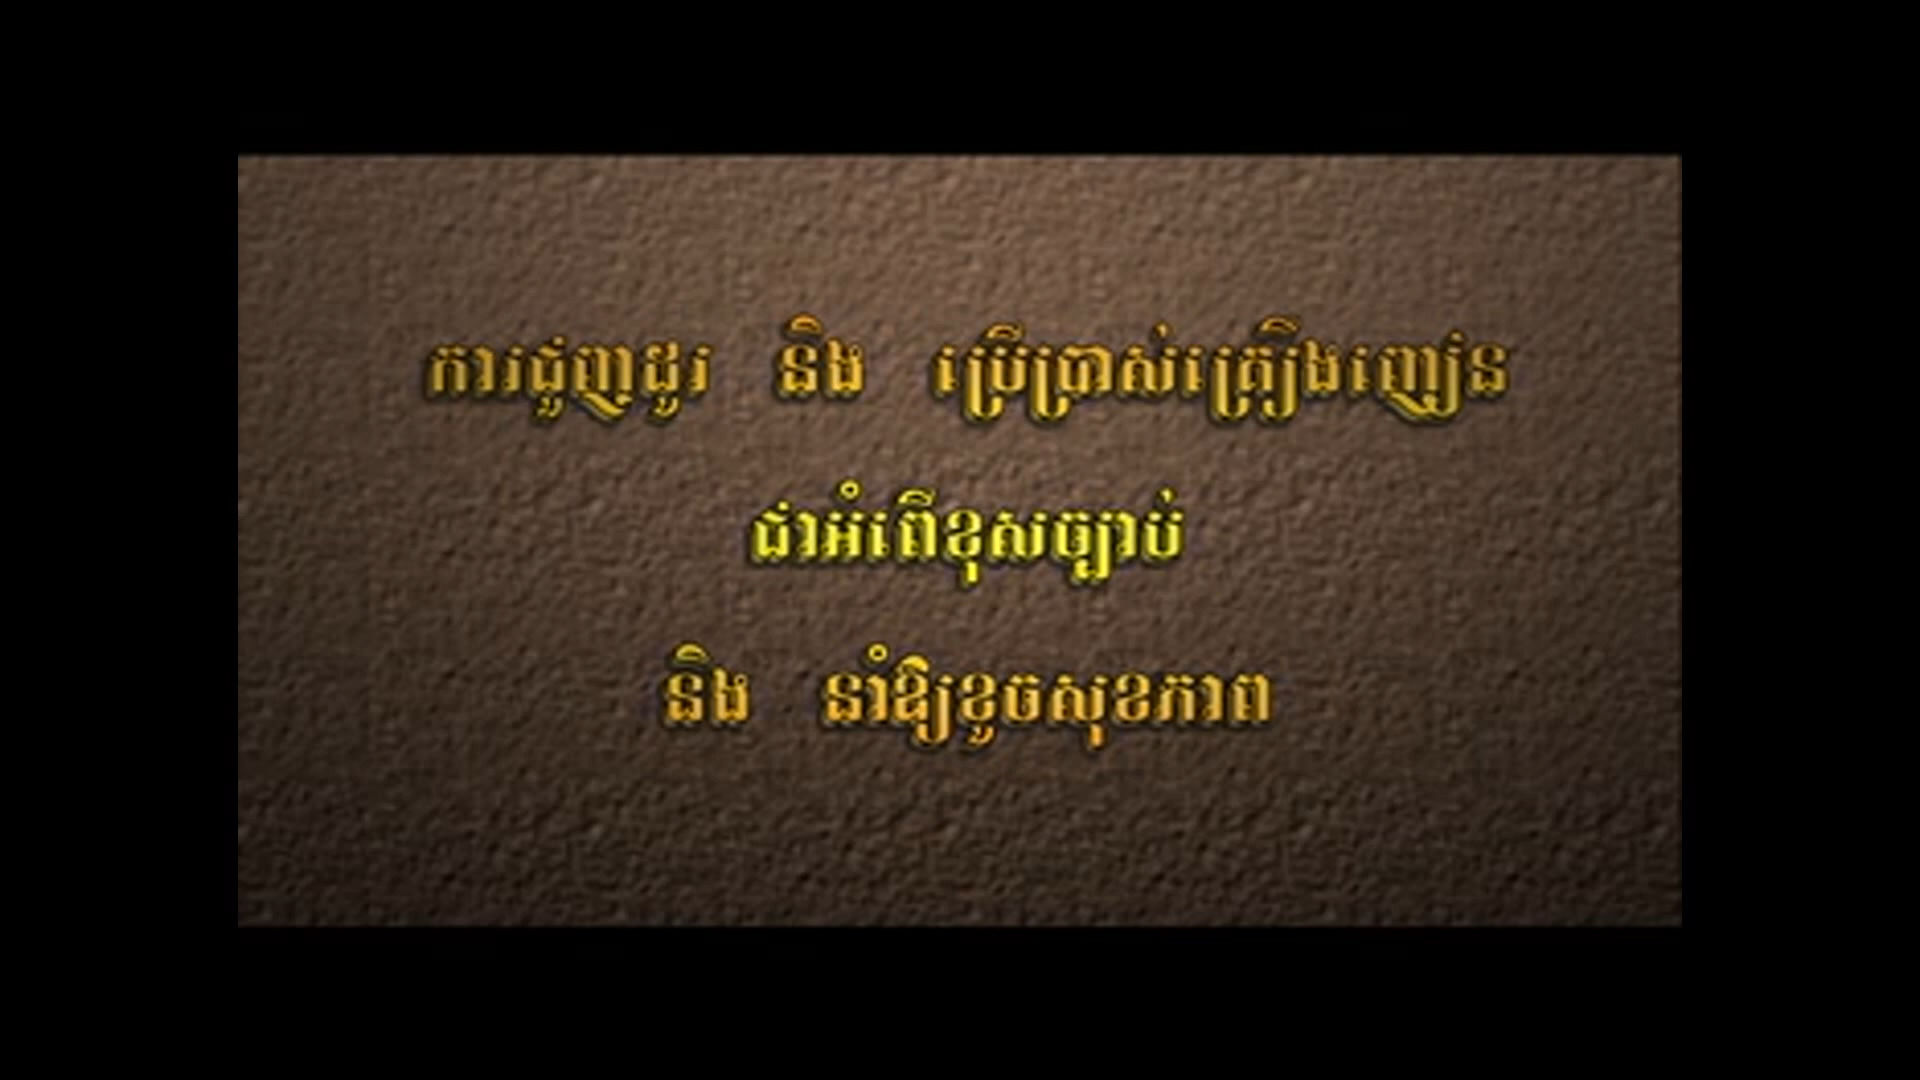 ការជួញដូរ និង ប្រើប្រាស់គ្រឿងញៀន
ជាអំពើខុសច្បាប់
និង នាំឱ្យខូចសុខភាព